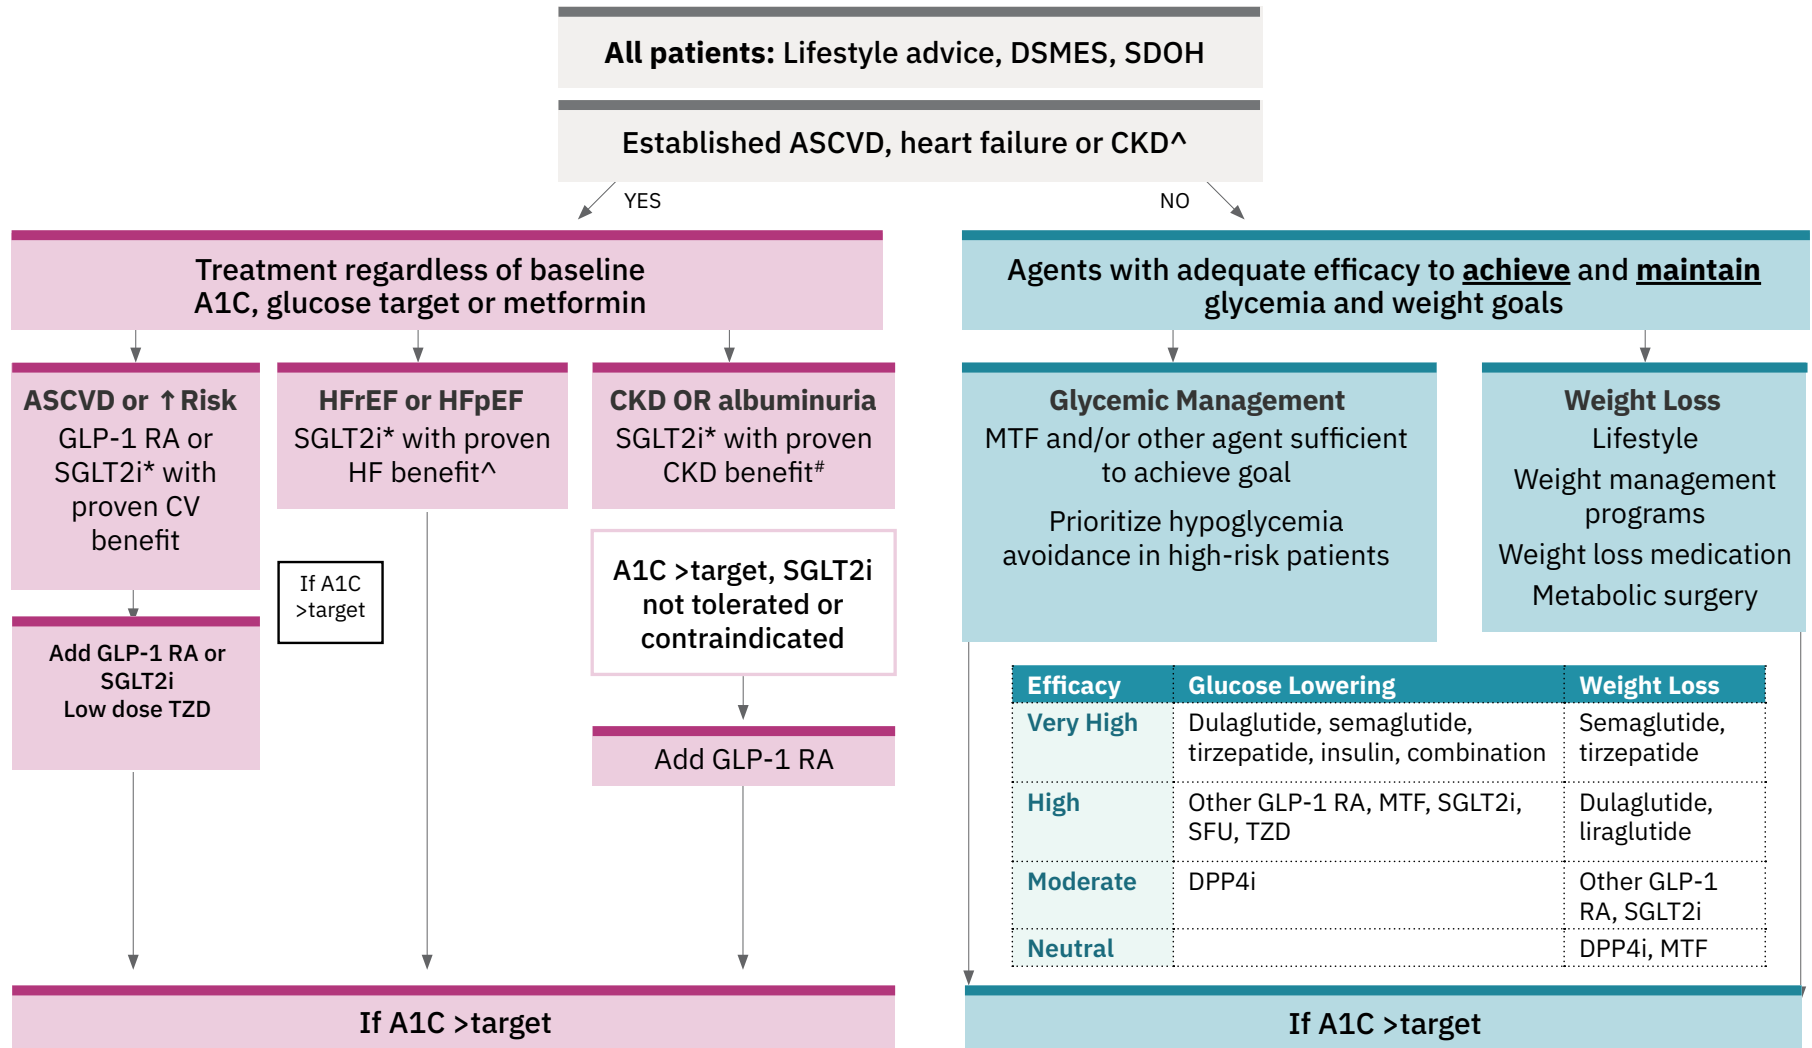 All patients: Lifestyle advice, DSMES, SDOH
Established ASCVD, heart failure or CKD^
YES
NO
Treatment regardless of baseline
A1C, glucose target or metformin
ASCVD or ↑Risk
GLP-1 RA or
SGLT2i* with
proven CV
benefit
HFrEF or HFpEF
SGLT2i* with proven
HF benefit^
CKD OR albuminuria
SGLT2i* with proven
CKD benefit#
If A1C
>target
A1C >target, SGLT2i
not tolerated or
contraindicated
Add GLP-1 RA or
SGLT2i
Low dose TZD
Add GLP-1 RA
If A1C >target
Agents with adequate efficacy to achieve and maintain
glycemia and weight goals
Glycemic Management
MTF and/or other agent sufficient
to achieve goal
Prioritize hypoglycemia
avoidance in high-risk patients
Weight Loss
Lifestyle
Weight management
programs
Weight loss medication
Metabolic surgery
Efficacy Glucose Lowering Weight Loss
Very High Dulaglutide, semaglutide, Semaglutide,
tirzepatide, insulin, combination tirzepatide
High Other GLP-1 RA, MTF, SGLT2i, Dulaglutide,
SFU, TZD liraglutide
Moderate DPP4i Other GLP-1
RA, SGLT2i
Neutral DPP4i, MTF
If A1C >target